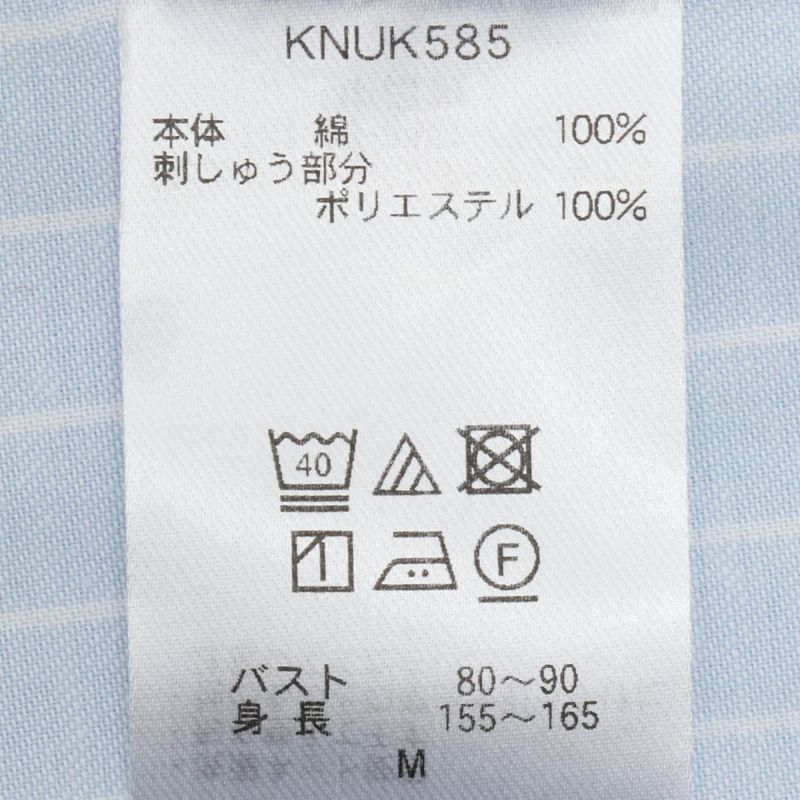 KNUK585
本体 綿 100%
刺しゅう部分
ポリエステル 100%
40
F
バスト 80〜90
身長 155〜165
M